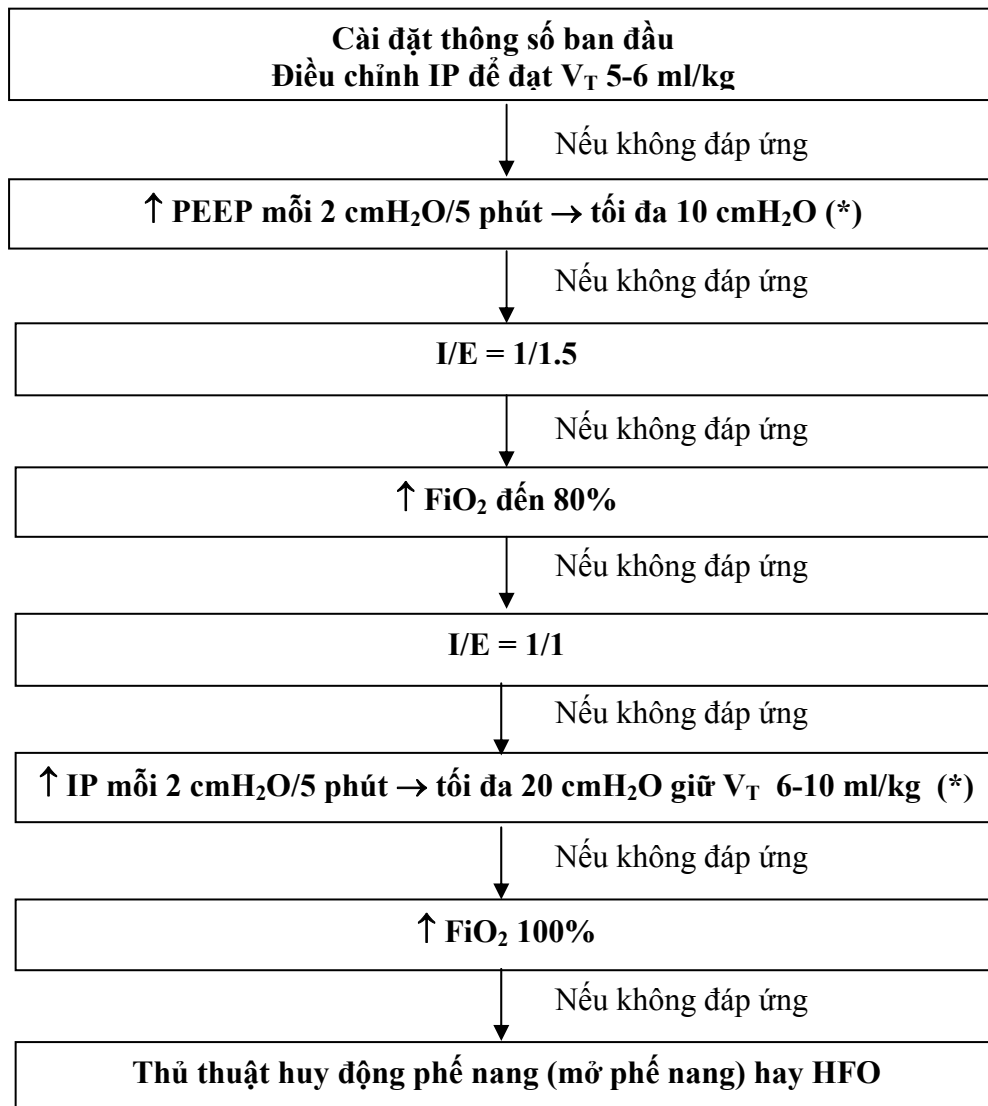 Cài đặt thông số ban đầu
Điều chỉnh IP để đạt V_T 5-6 ml/kg
Nếu không đáp ứng
↑ PEEP mỗi 2 cmH₂O/5 phút → tối đa 10 cmH₂O (*)
Nếu không đáp ứng
I/E = 1/1.5
Nếu không đáp ứng
↑ FiO₂ đến 80%
Nếu không đáp ứng
I/E = 1/1
Nếu không đáp ứng
↑ IP mỗi 2 cmH₂O/5 phút → tối đa 20 cmH₂O giữ V_T 6-10 ml/kg (*)
Nếu không đáp ứng
↑ FiO₂ 100%
Nếu không đáp ứng
Thủ thuật huy động phế nang (mở phế nang) hay HFO